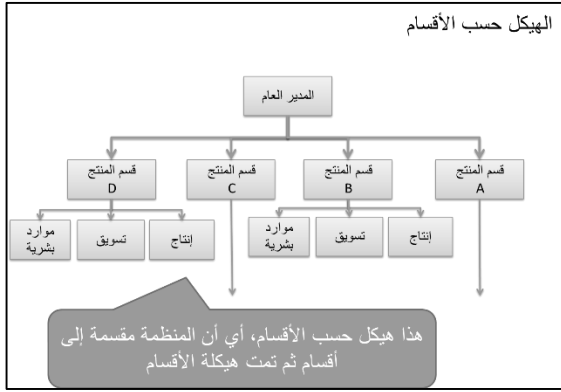 الهيكل حسب الأقسام
المدير العام
قسم المنتج
A
قسم المنتج
B
قسم المنتج
C
قسم المنتج
D
إنتاج
تسويق
موارد
بشرية
إنتاج
تسويق
موارد
بشرية
هذا هيكل حسب الأقسام، أي أن المنظمة مقسمة إلى
أقسام ثم تمت هيكلة الأقسام